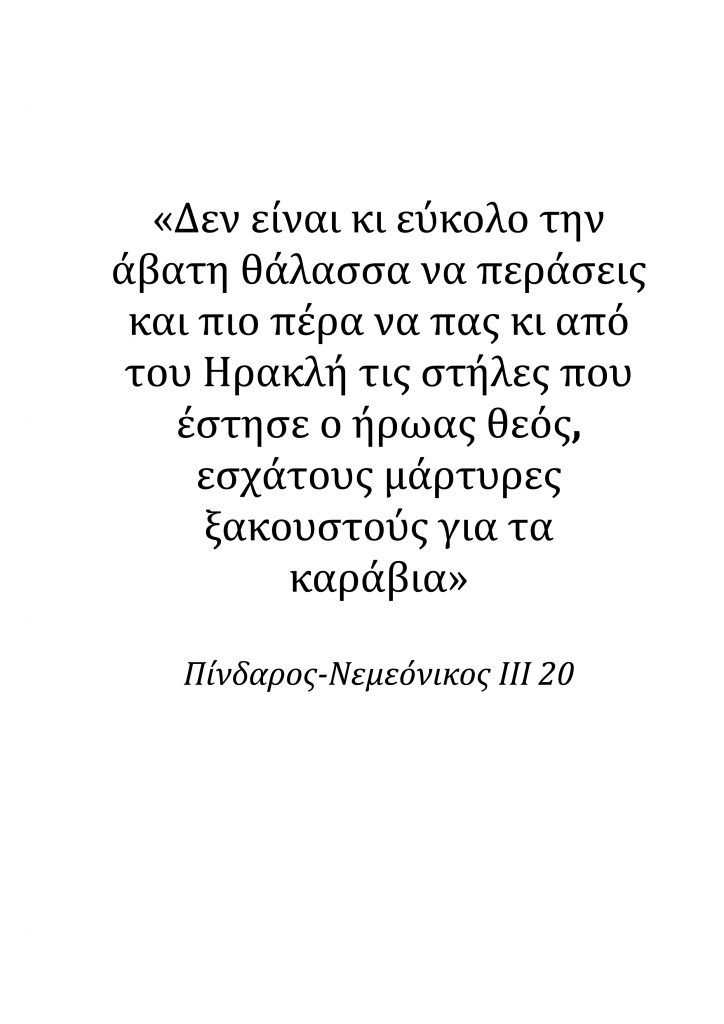 «Δεν είναι κι εύκολο την
άβατη θάλασσα να περάσεις
και πιο πέρα να πας κι από
του Ηρακλή τις στήλες που
έστησε ο ήρωας θεός,
εσχάτους μάρτυρες
ξακουστούς για τα
καράβια»
Πίνδαρος-Νεμεόνικος ΙΙΙ 20